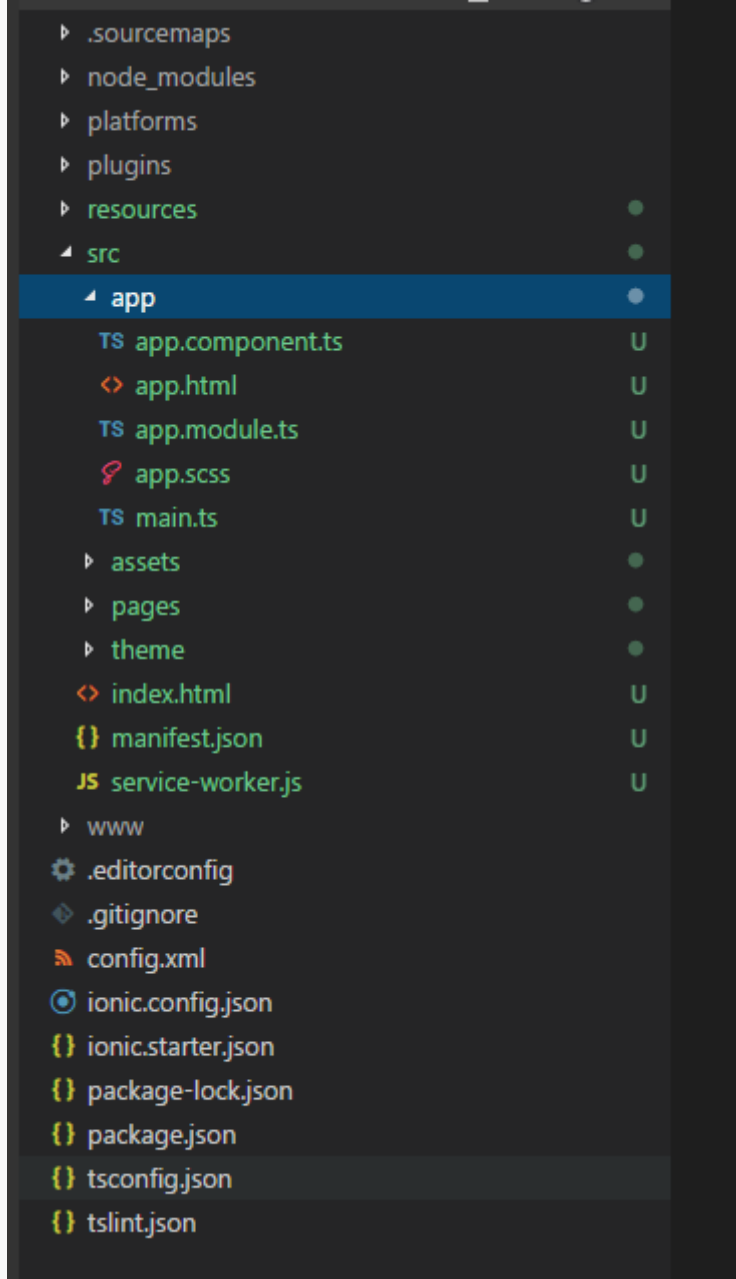 .sourcemaps
node_modules
platforms
plugins
resources
src
app
TS app.component.ts U
<> app.html U
TS app.module.ts U
app.scss U
TS main.ts U
assets
pages
theme
<> index.html U
{} manifest.json U
JS service-worker.js U
www
.editorconfig
.gitignore
config.xml
ionic.config.json
{} ionic.starter.json
{} package-lock.json
{} package.json
{} tsconfig.json
{} tslint.json